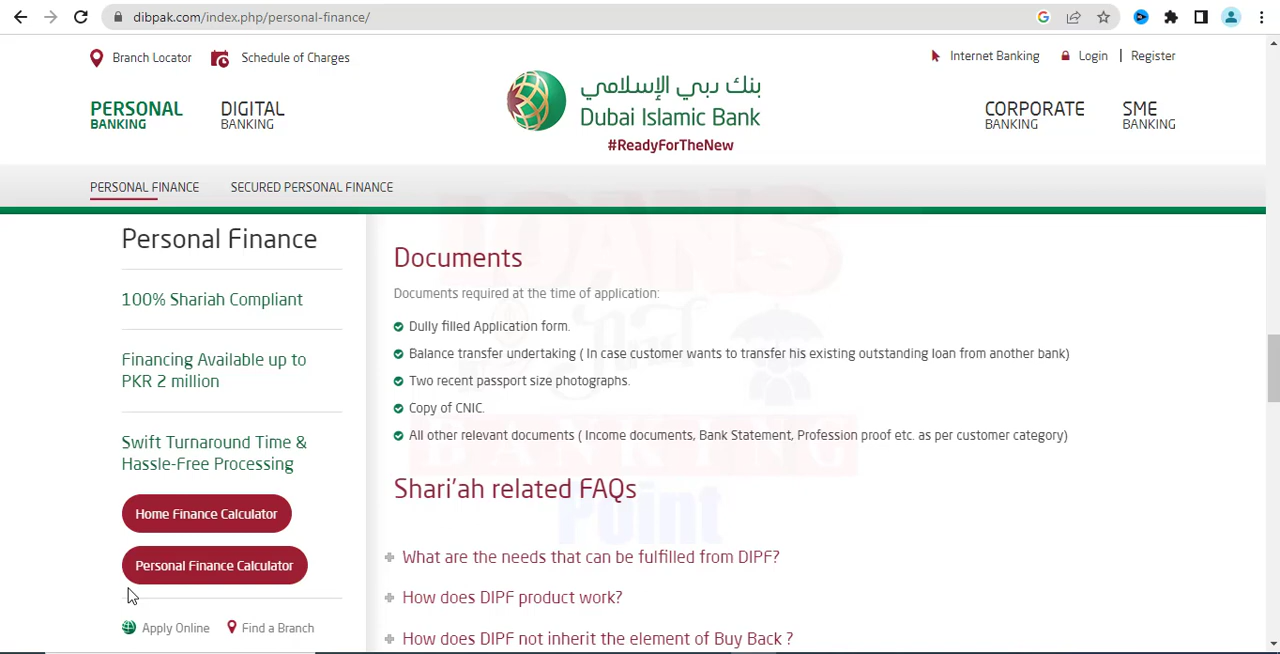 dibpak.com/index.php/personal-finance/
Branch Locator
Schedule of Charges
Internet Banking
Login
|
Register
PERSONAL
BANKING
DIGITAL
BANKING
بنك دبي الإسلامي
Dubai Islamic Bank
#ReadyForTheNew
CORPORATE
BANKING
SME
BANKING
PERSONAL FINANCE
SECURED PERSONAL FINANCE
Personal Finance
100% Shariah Compliant
Financing Available up to
PKR 2 million
Swift Turnaround Time &
Hassle-Free Processing
Home Finance Calculator
Personal Finance Calculator
Apply Online
Find a Branch
Documents
Documents required at the time of application:
Dully filled Application form.
Balance transfer undertaking ( In case customer wants to transfer his existing outstanding loan from another bank)
Two recent passport size photographs.
Copy of CNIC.
All other relevant documents ( Income documents, Bank Statement, Profession proof etc. as per customer category)
Shari'ah related FAQs
What are the needs that can be fulfilled from DIPF?
How does DIPF product work?
How does DIPF not inherit the element of Buy Back ?
LOANS
And
BANKING
Point